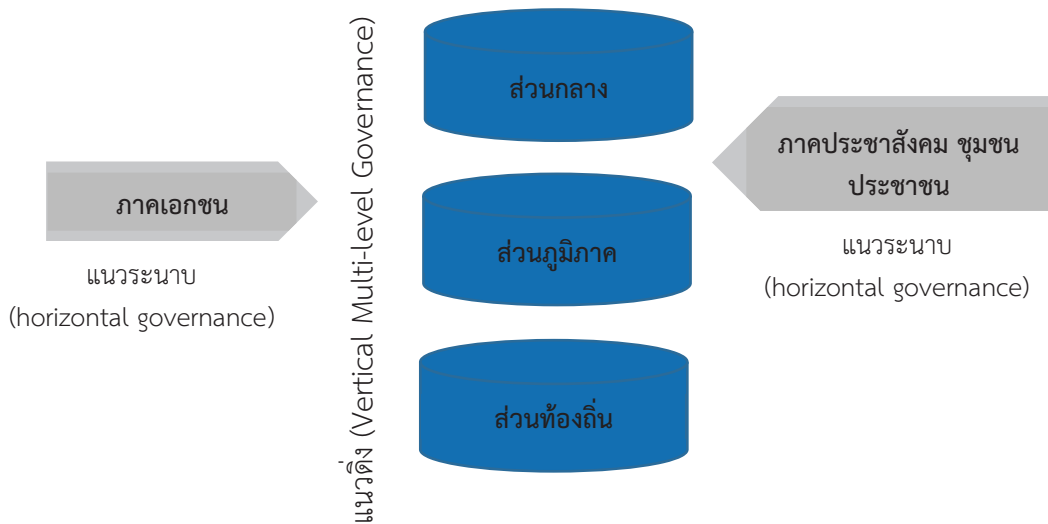 ภาคเอกชน
แนวระนาบ
(horizontal governance)
แนวดิ่ง (Vertical Multi-level Governance)
ส่วนกลาง
ส่วนภูมิภาค
ส่วนท้องถิ่น
ภาคประชาสังคม ชุมชน
ประชาชน
แนวระนาบ
(horizontal governance)